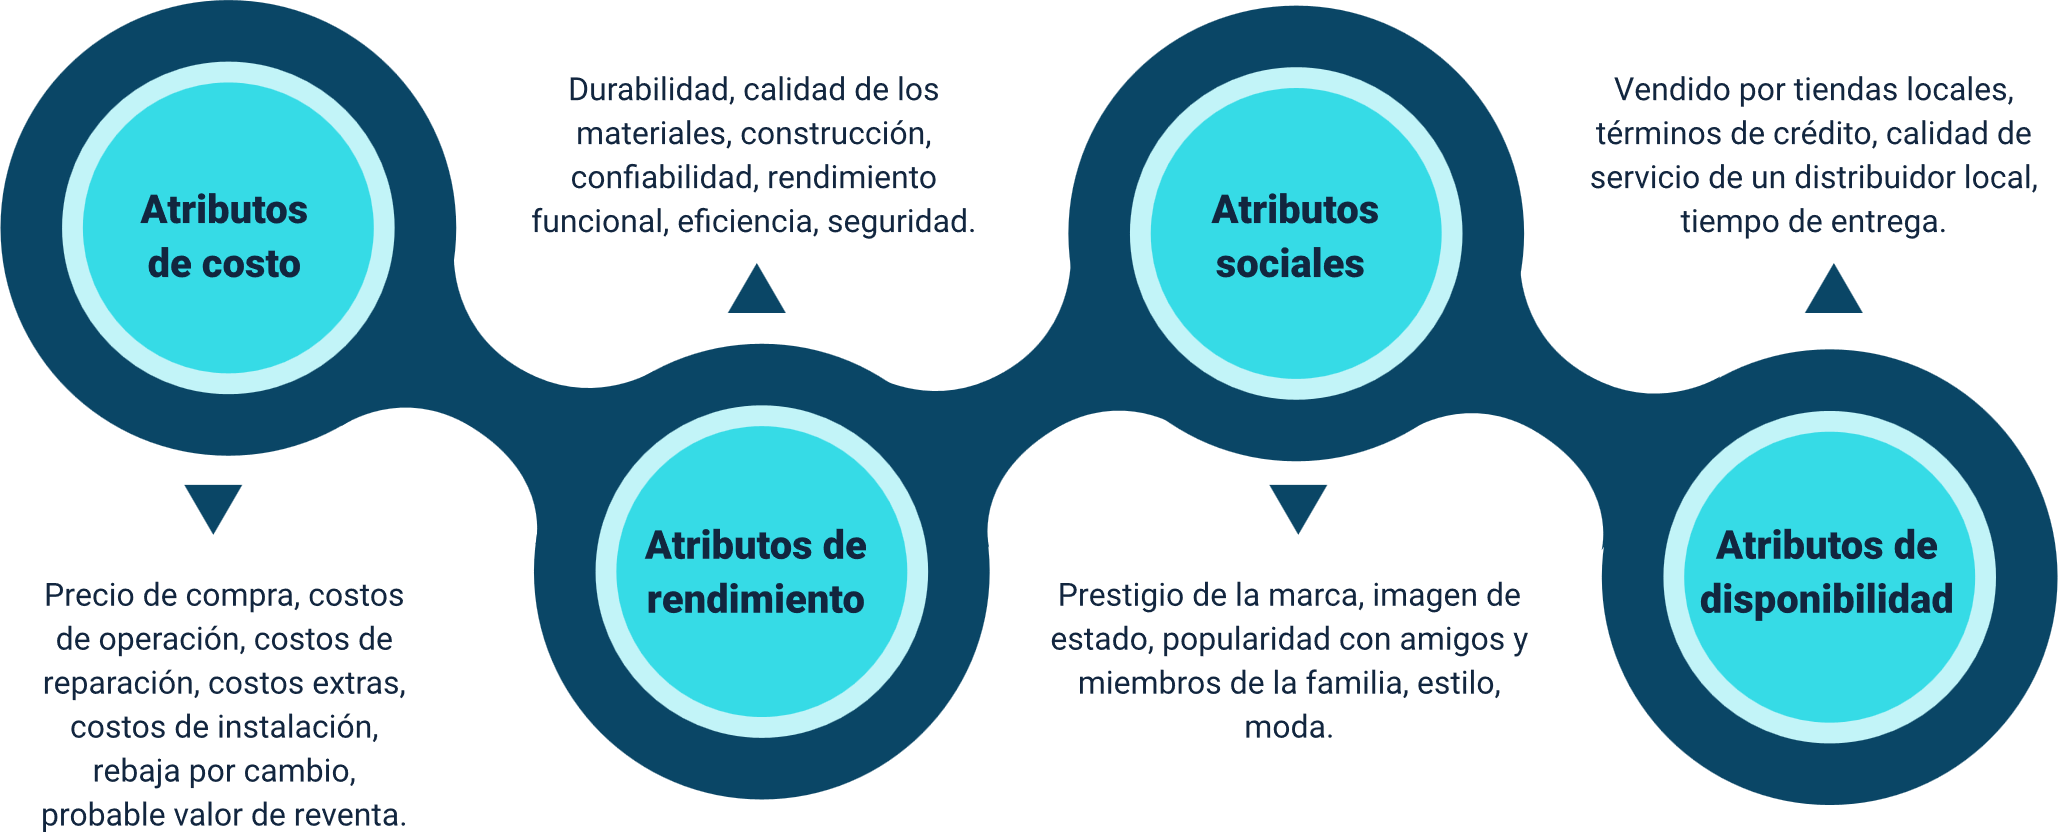 Atributos
de costo
Precio de compra, costos
de operación, costos de
reparación, costos extras,
costos de instalación,
rebaja por cambio,
probable valor de reventa.
Durabilidad, calidad de los
materiales, construcción,
confiabilidad, rendimiento
funcional, eficiencia, seguridad.
Atributos de
rendimiento
Atributos
sociales
Prestigio de la marca, imagen de
estado, popularidad con amigos y
miembros de la familia, estilo,
moda.
Vendido por tiendas locales,
términos de crédito, calidad de
servicio de un distribuidor local,
tiempo de entrega.
Atributos de
disponibilidad